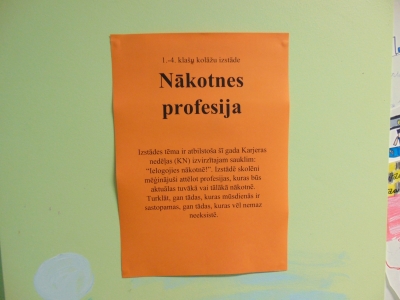 1.-4. klašu kolāžu izstāde
Nākotnes
profesija
Izstādes tēma ir atbilstoša šī gada Karjeras
nedēļas (KN) izvirzītajam sauklim:
"Ielogojies nākotnē!". Izstādē skolēni
mēģinājuši attēlot profesijas, kuras būs
aktuālas tuvākā vai tālākā nākotnē.
Turklāt, gan tādas, kuras mūsdienās ir
sastopamas, gan tādas, kuras vēl nemaz
neeksistē.